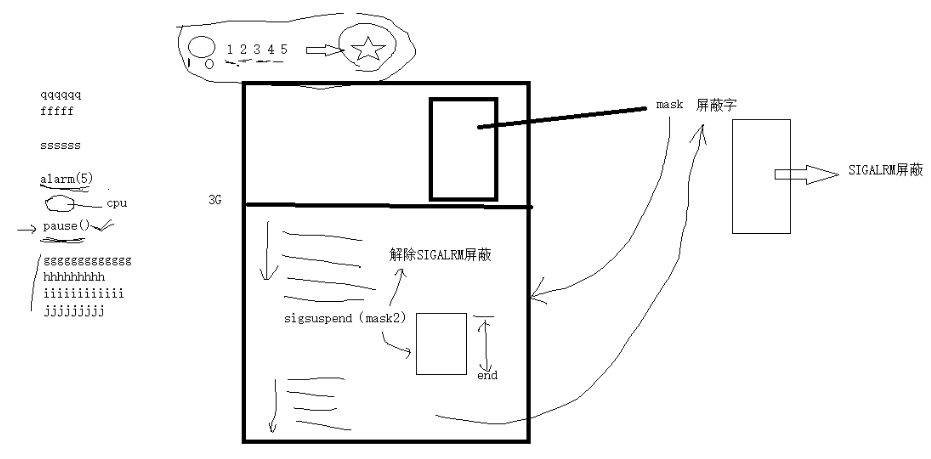 1 2 3 4 5
qqqqqq
fffff
ssssss
alarm(5)
cpu
pause()
ggggggggggggg
hhhhhhhhh
iiiiiiiiiiii
jjjjjjjjj
3G
mask 屏蔽字
SIGALRM屏蔽
解除SIGALRM屏蔽
sigsuspend（mask2）
end